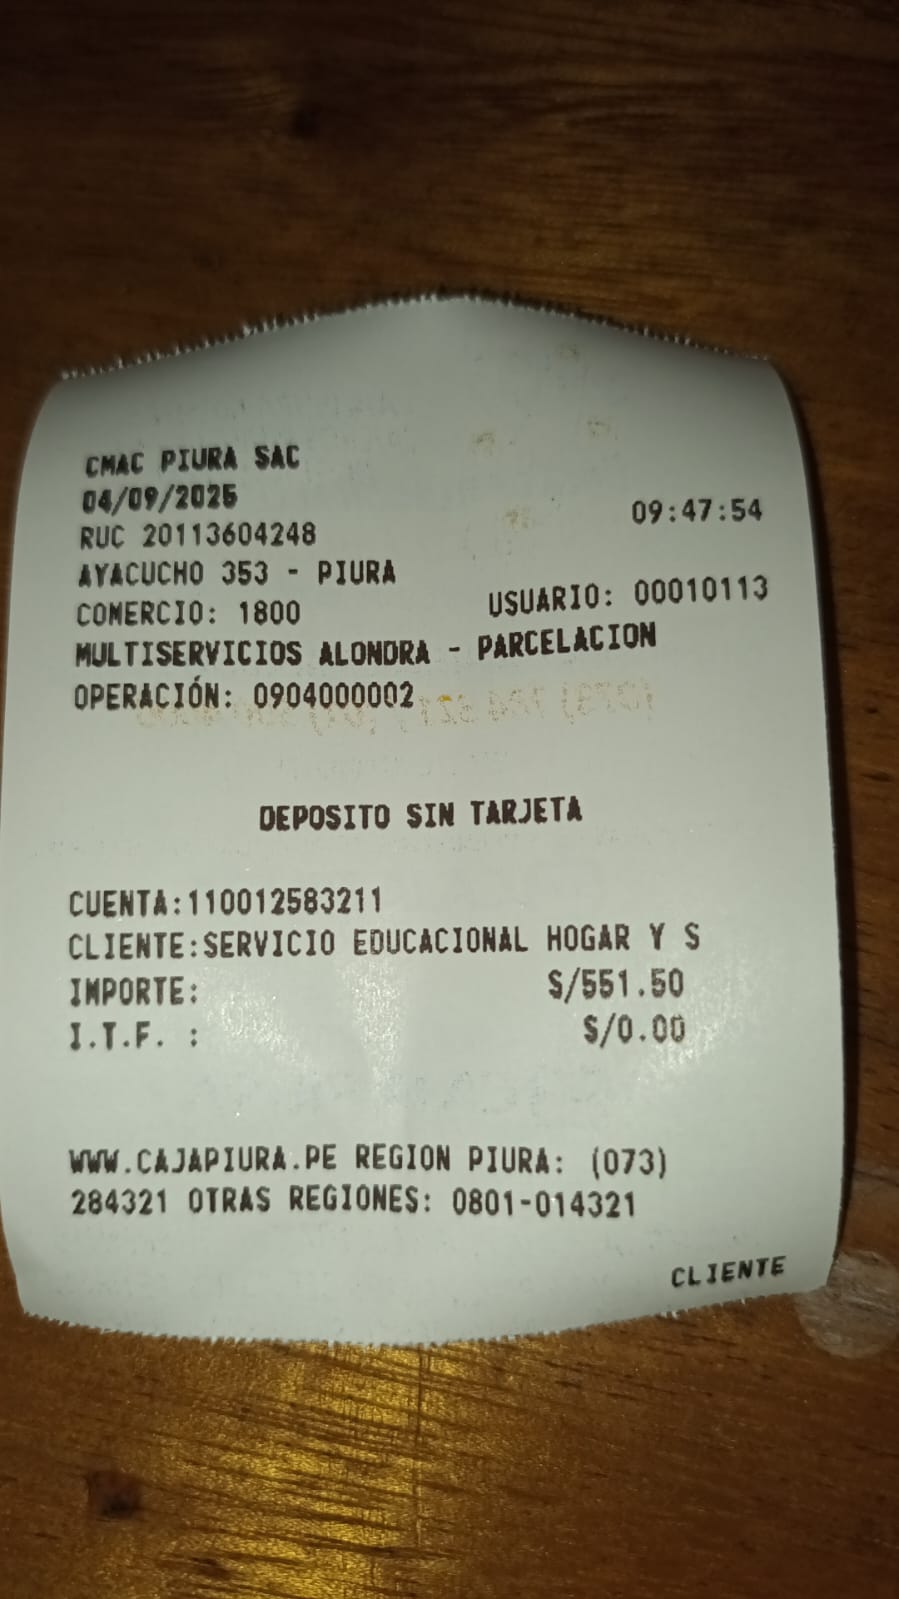 CMAC PIURA SAC
04/09/2025
09:47:54
RUC 20113604248
AYACUCHO 353 - PIURA
COMERCIO: 1800 USUARIO: 00010113
MULTISERVICIOS ALONDRA - PARCELACION
OPERACIÓN: 0904000002
DEPOSITO SIN TARJETA
CUENTA:110012583211
CLIENTE:SERVICIO EDUCACIONAL HOGAR Y S
IMPORTE: S/551.50
I.T.F. : S/0.00
WWW.CAJAPIURA.PE REGION PIURA: (073)
284321 OTRAS REGIONES: 0801-014321
CLIENTE